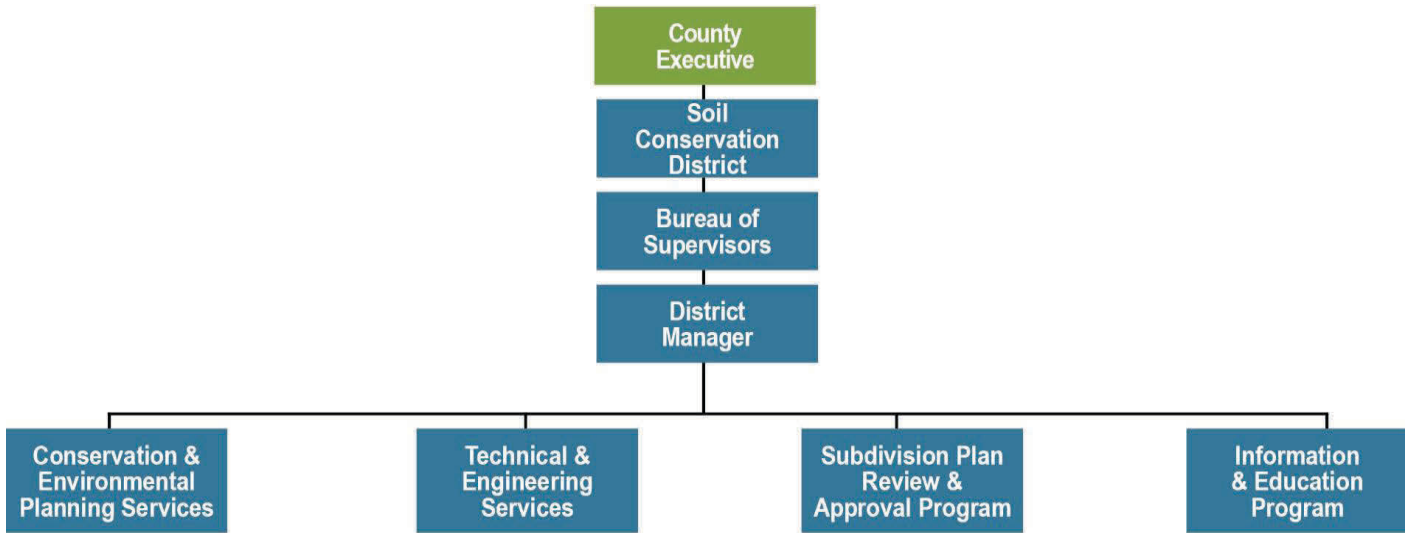 County
Executive
Soil
Conservation
District
Bureau of
Supervisors
District
Manager
Conservation &
Environmental
Planning Services
Technical &
Engineering
Services
Subdivision Plan
Review &
Approval Program
Information
& Education
Program